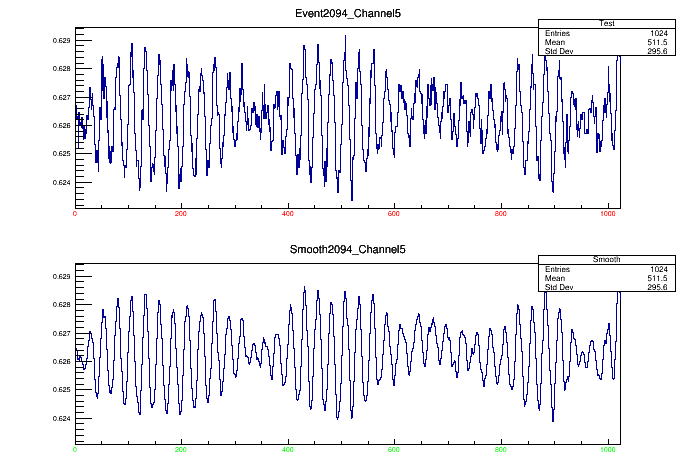 Event2094_Channel5
Test
Entries 1024
Mean 511.5
Std Dev 295.6
0.629
0.628
0.627
0.626
0.625
0.624
0 200 400 600 800 1000
Smooth2094_Channel5
Smooth
Entries 1024
Mean 511.5
Std Dev 295.6
0.629
0.628
0.627
0.626
0.625
0.624
0 200 400 600 800 1000